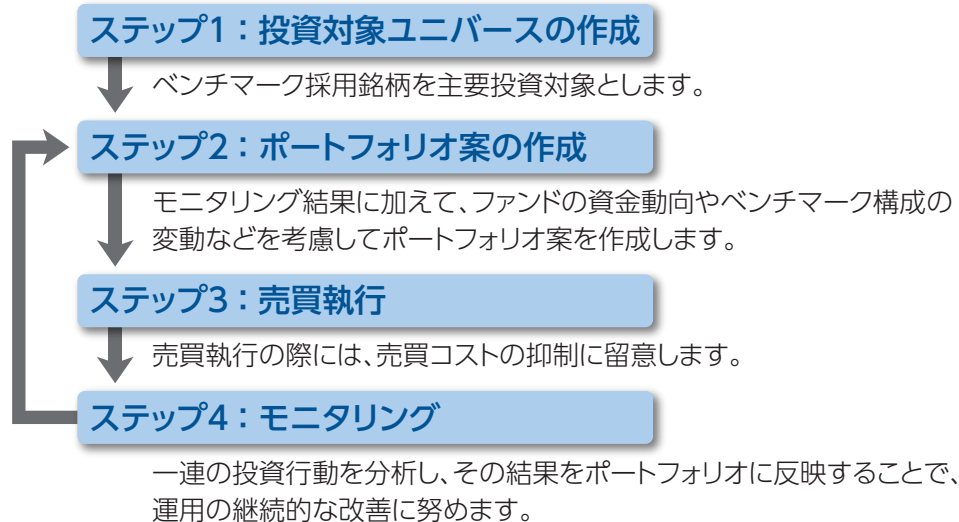 ステップ1：投資対象ユニバースの作成
ベンチマーク採用銘柄を主要投資対象とします。
ステップ2：ポートフォリオ案の作成
モニタリング結果に加えて、ファンドの資金動向やベンチマーク構成の
変動などを考慮してポートフォリオ案を作成します。
ステップ3：売買執行
売買執行の際には、売買コストの抑制に留意します。
ステップ4：モニタリング
一連の投資行動を分析し、その結果をポートフォリオに反映することで、
運用の継続的な改善に努めます。